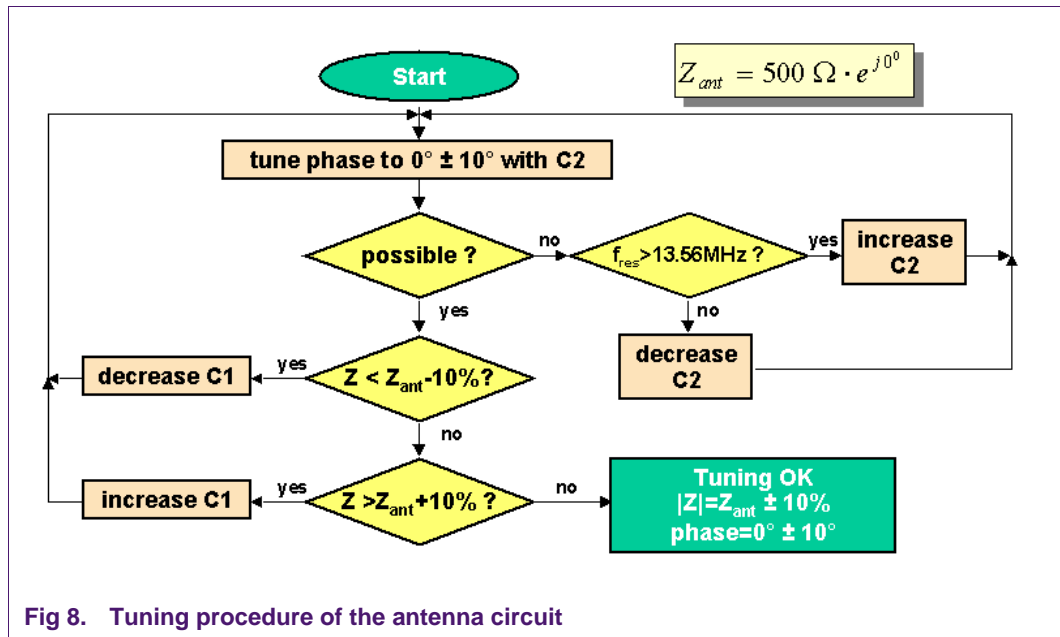 Start
Z_ant = 500 Ω · e^{j0⁰}
tune phase to 0° ± 10° with C2
possible ?
no
f_res>13.56MHz ?
yes
increase
C2
yes
no
decrease
C2
decrease C1
yes
Z < Z_ant-10%?
no
increase C1
yes
Z >Z_ant+10% ?
no
Tuning OK
|Z|=Z_ant ± 10%
phase=0° ± 10°
Fig 8. Tuning procedure of the antenna circuit